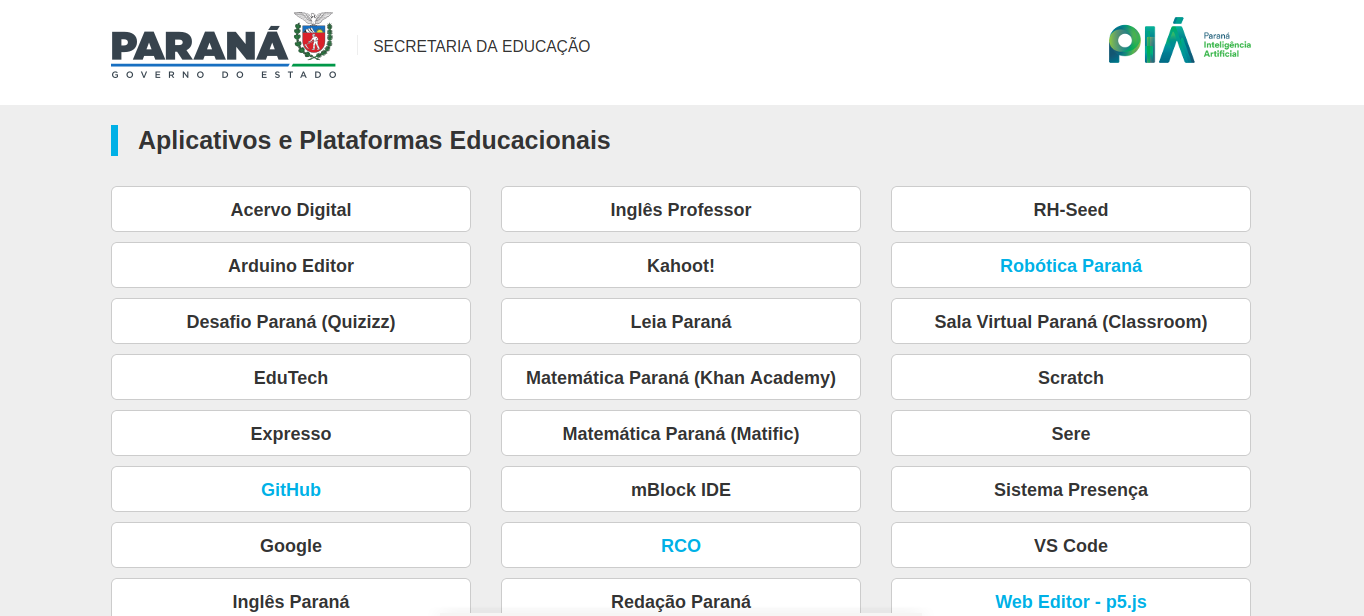 PARANÁ
GOVERNO DO ESTADO
SECRETARIA DA EDUCAÇÃO
PIÁ
Paraná
Inteligência
Artificial
Aplicativos e Plataformas Educacionais
Acervo Digital
Inglês Professor
RH-Seed
Arduino Editor
Kahoot!
Robótica Paraná
Desafio Paraná (Quizizz)
Leia Paraná
Sala Virtual Paraná (Classroom)
EduTech
Matemática Paraná (Khan Academy)
Scratch
Expresso
Matemática Paraná (Matific)
Sere
GitHub
mBlock IDE
Sistema Presença
Google
RCO
VS Code
Inglês Paraná
Redação Paraná
Web Editor - p5.js